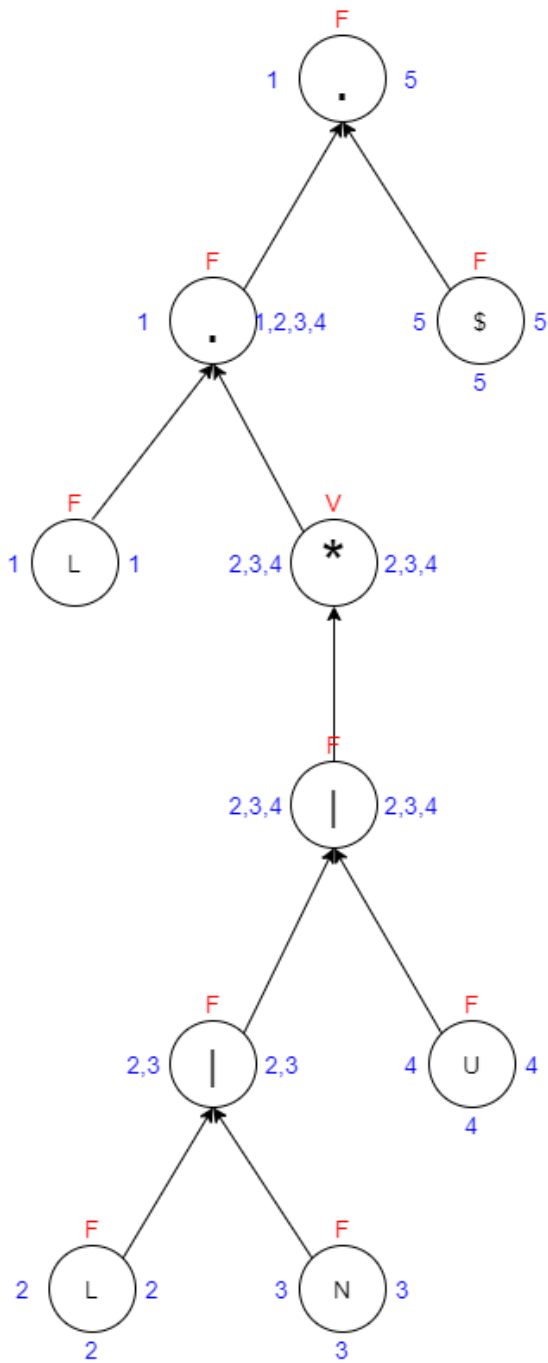 F
1 . 5
F F
1 . 1,2,3,4 5 $ 5
5
F V
1 L 1 2,3,4 * 2,3,4
F
2,3,4 | 2,3,4
F F
2,3 | 2,3 4 U 4
4
F F
2 L 2 3 N 3
2 3